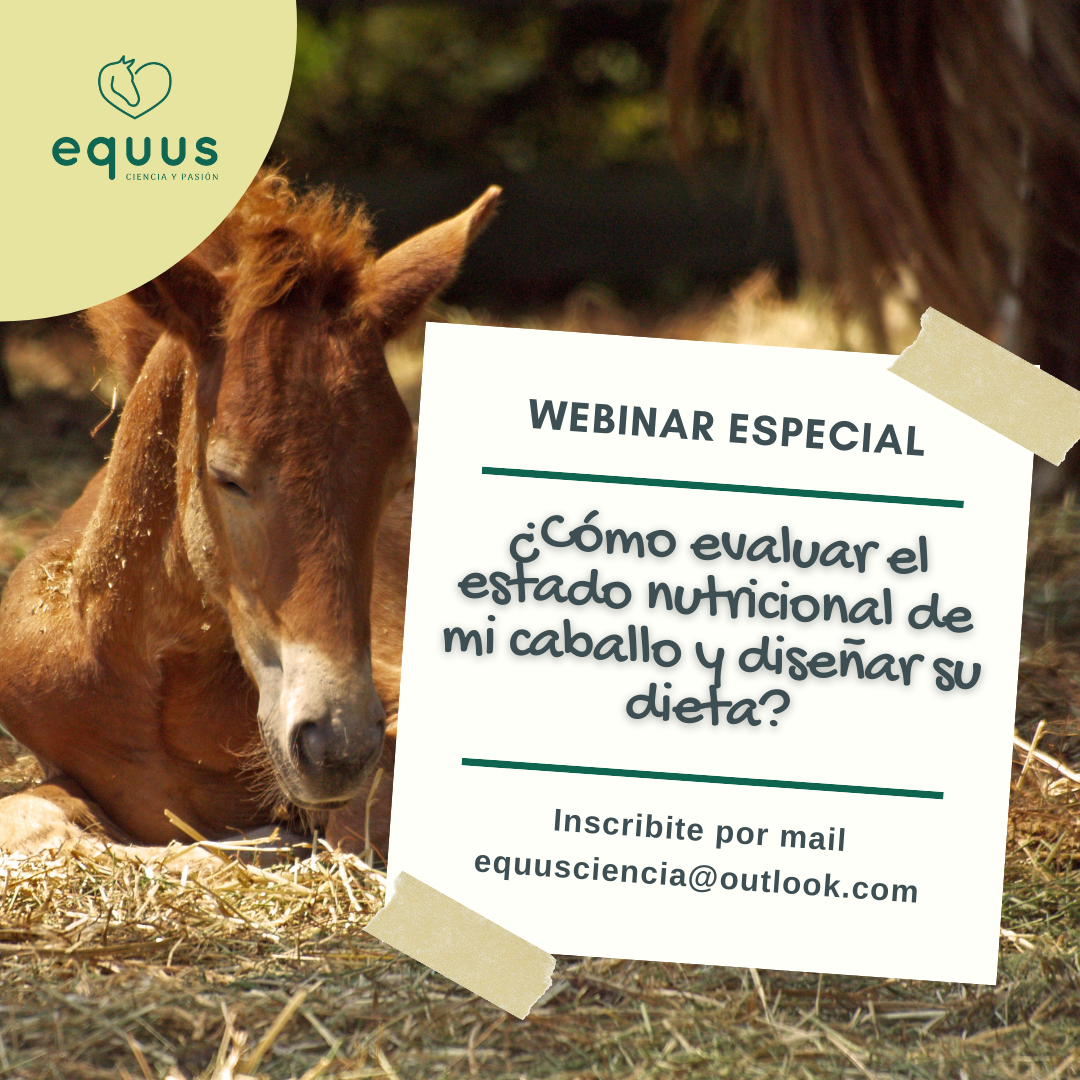 equus
CIENCIA Y PASIÓN
WEBINAR ESPECIAL
¿Cómo evaluar el
estado nutricional de
mi caballo y diseñar su
dieta?
Inscribite por mail
equusciencia@outlook.com